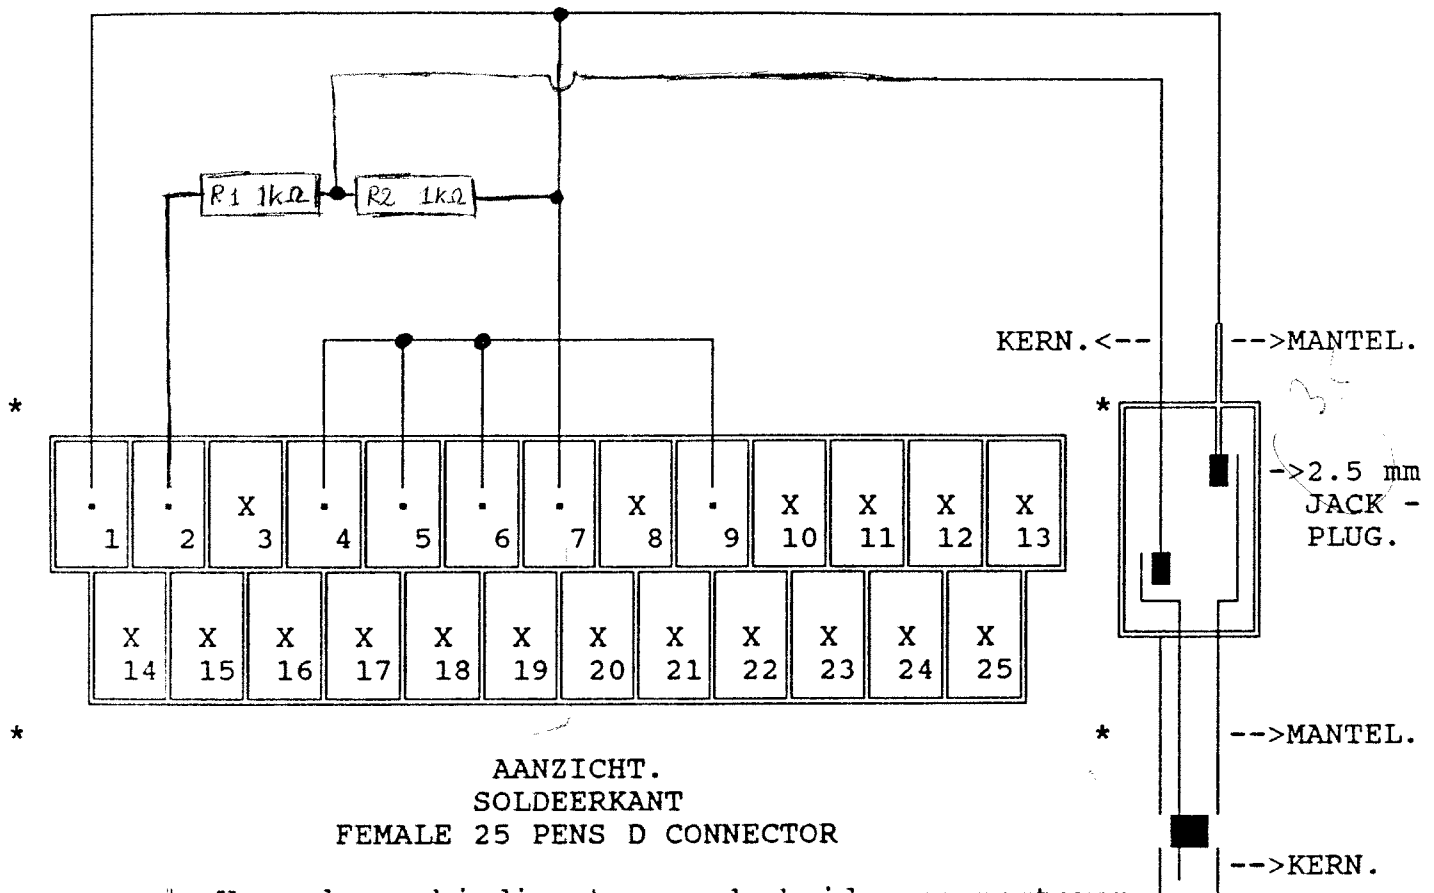 R1 1kΩ R2 1kΩ
KERN.<-- -->MANTEL.
* *
-->2.5 mm
JACK -
PLUG.
X X X X X X
1 2 3 4 5 6 7 8 9 10 11 12 13
X X X X X X X X X X X X
14 15 16 17 18 19 20 21 22 23 24 25
* * -->MANTEL.
AANZICHT.
SOLDEERKANT
FEMALE 25 PENS D CONNECTOR
-->KERN.